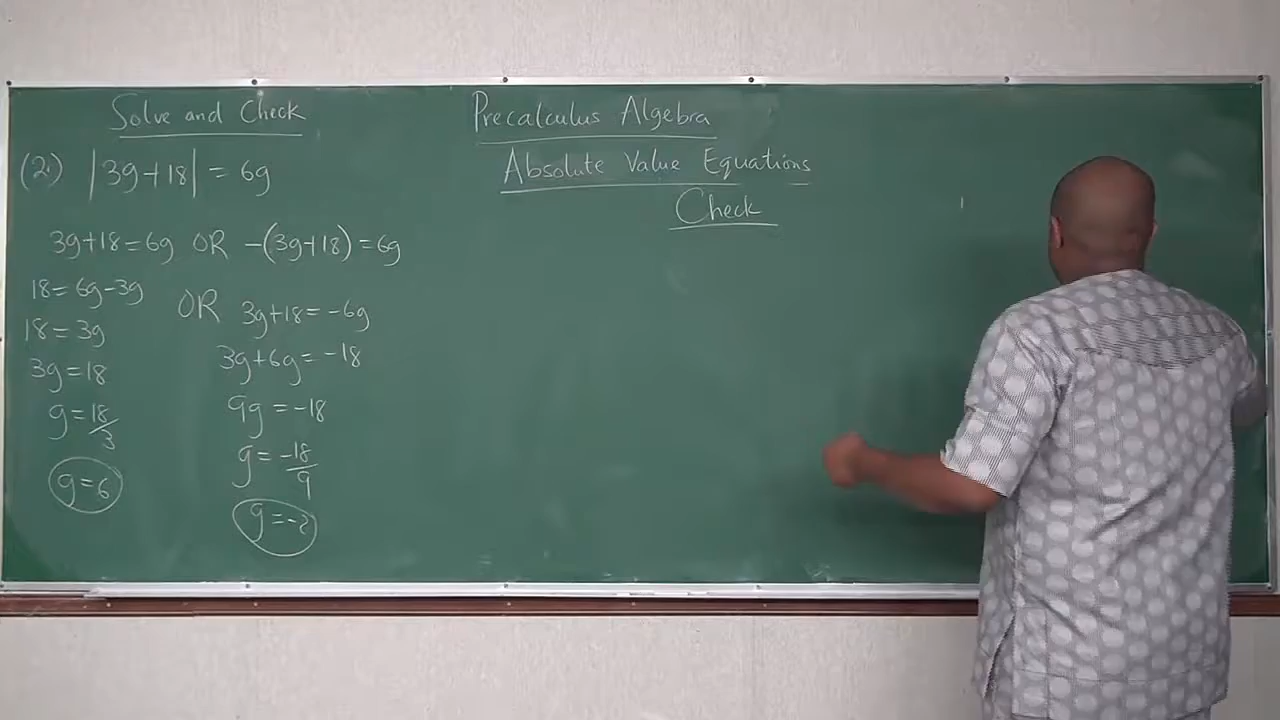 Solve and Check
(2.) |3g+18| = 6g
3g+18=6g OR -(3g+18)=6g
18=6g-3g
18=3g
3g=18
g=18/3
g=6
OR 3g+18=-6g
3g+6g=-18
9g=-18
g=-18/9
g=-2
Precalculus Algebra
Absolute Value Equations
Check